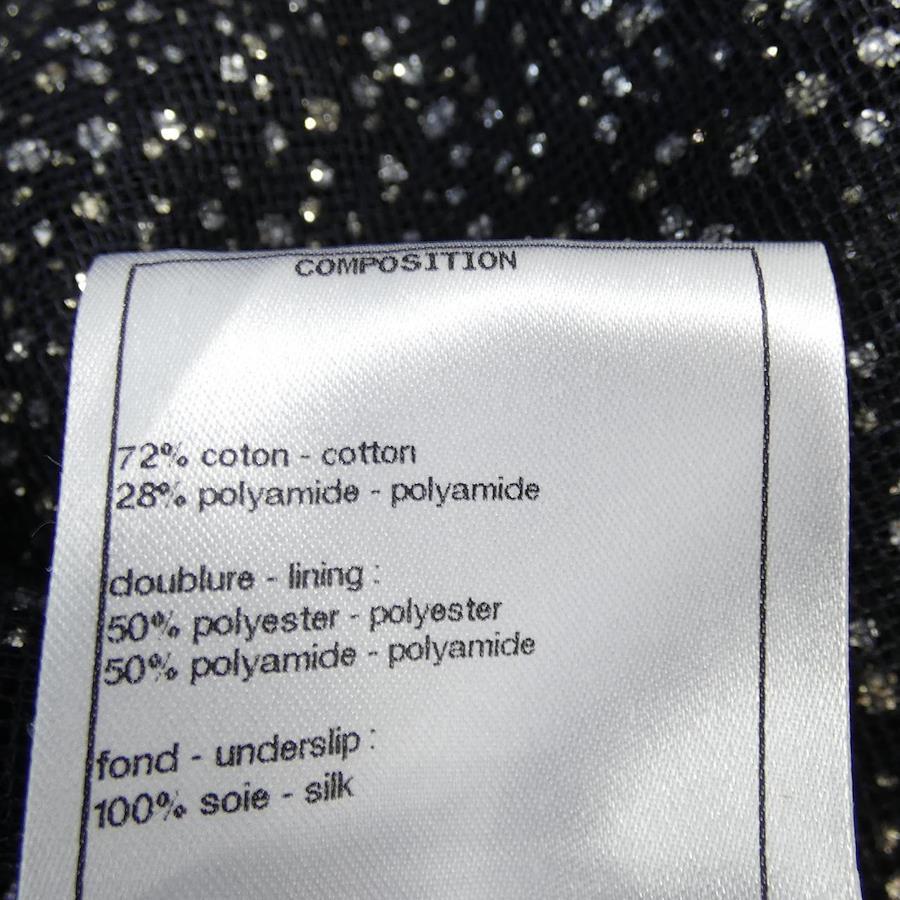 COMPOSITION
72% coton - cotton
28% polyamide - polyamide
doublure - lining :
50% polyester - polyester
50% polyamide - polyamide
fond - underslip :
100% soie - silk